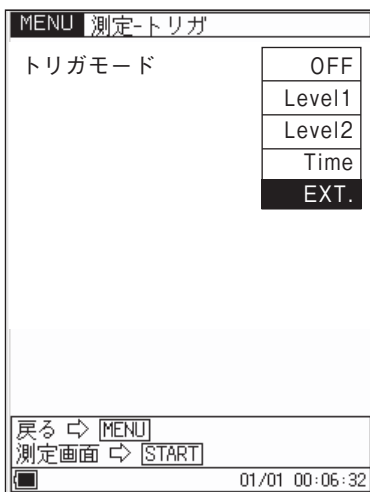 MENU 測定-トリガ
トリガモード OFF
Level1
Level2
Time
EXT.
戻る ⇨ MENU
測定画面 ⇨ START
01/01 00:06:32